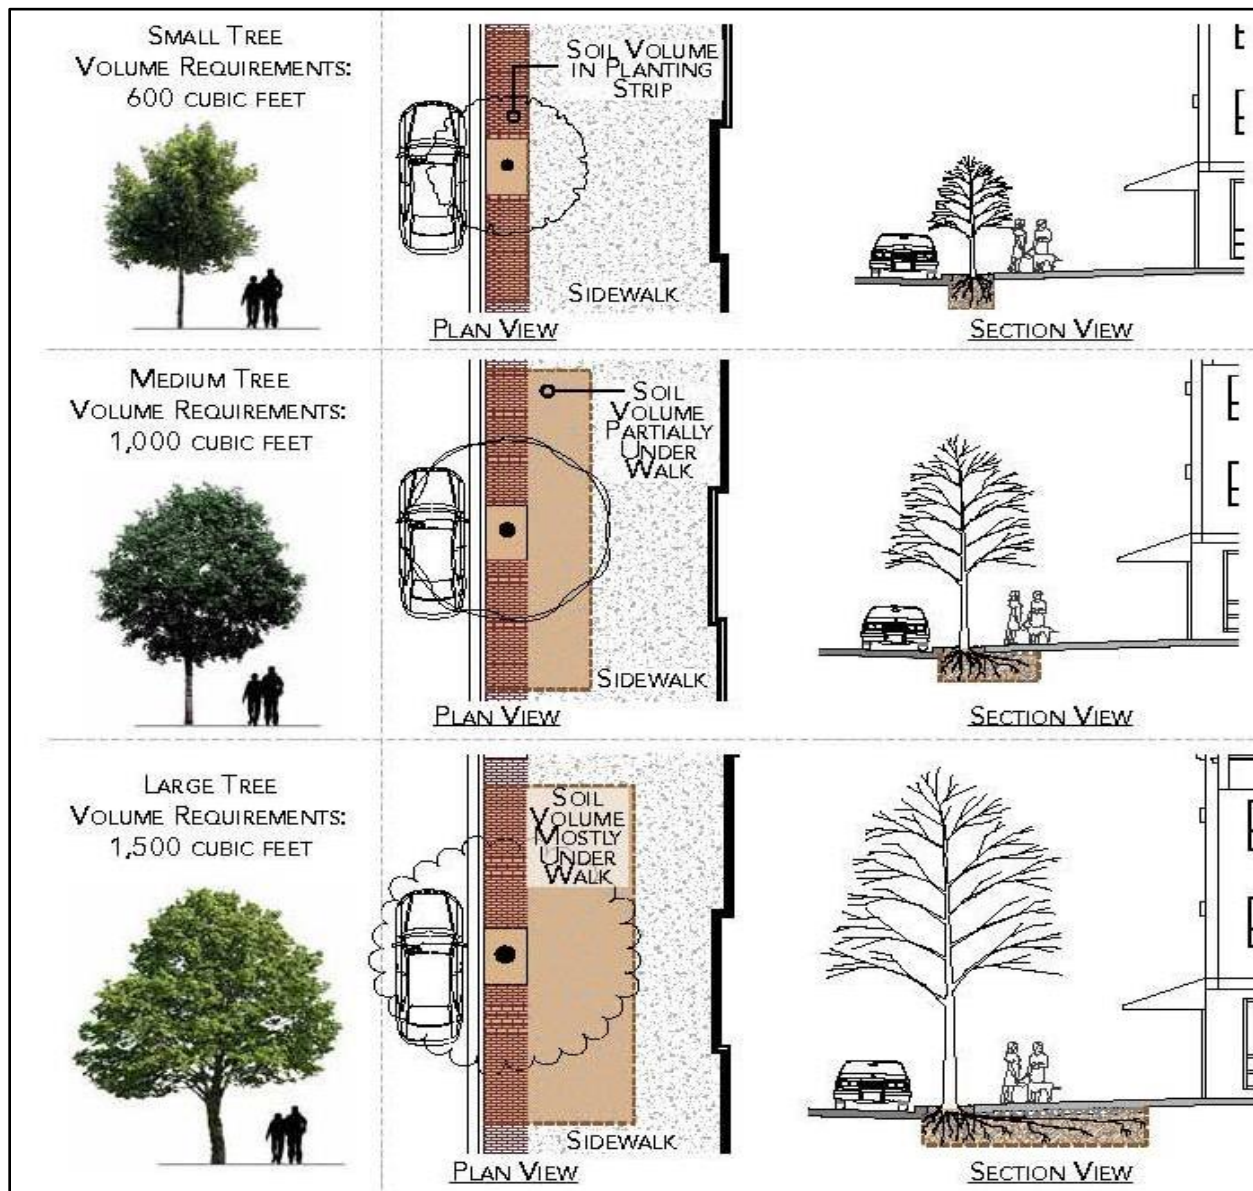 SMALL TREE
VOLUME REQUIREMENTS:
600 CUBIC FEET
SOIL VOLUME
IN PLANTING
STRIP
SIDEWALK
PLAN VIEW
SECTION VIEW
MEDIUM TREE
VOLUME REQUIREMENTS:
1,000 CUBIC FEET
SOIL
VOLUME
PARTIALLY
UNDER
WALK
SIDEWALK
PLAN VIEW
SECTION VIEW
LARGE TREE
VOLUME REQUIREMENTS:
1,500 CUBIC FEET
SOIL
VOLUME
MOSTLY
UNDER
WALK
SIDEWALK
PLAN VIEW
SECTION VIEW